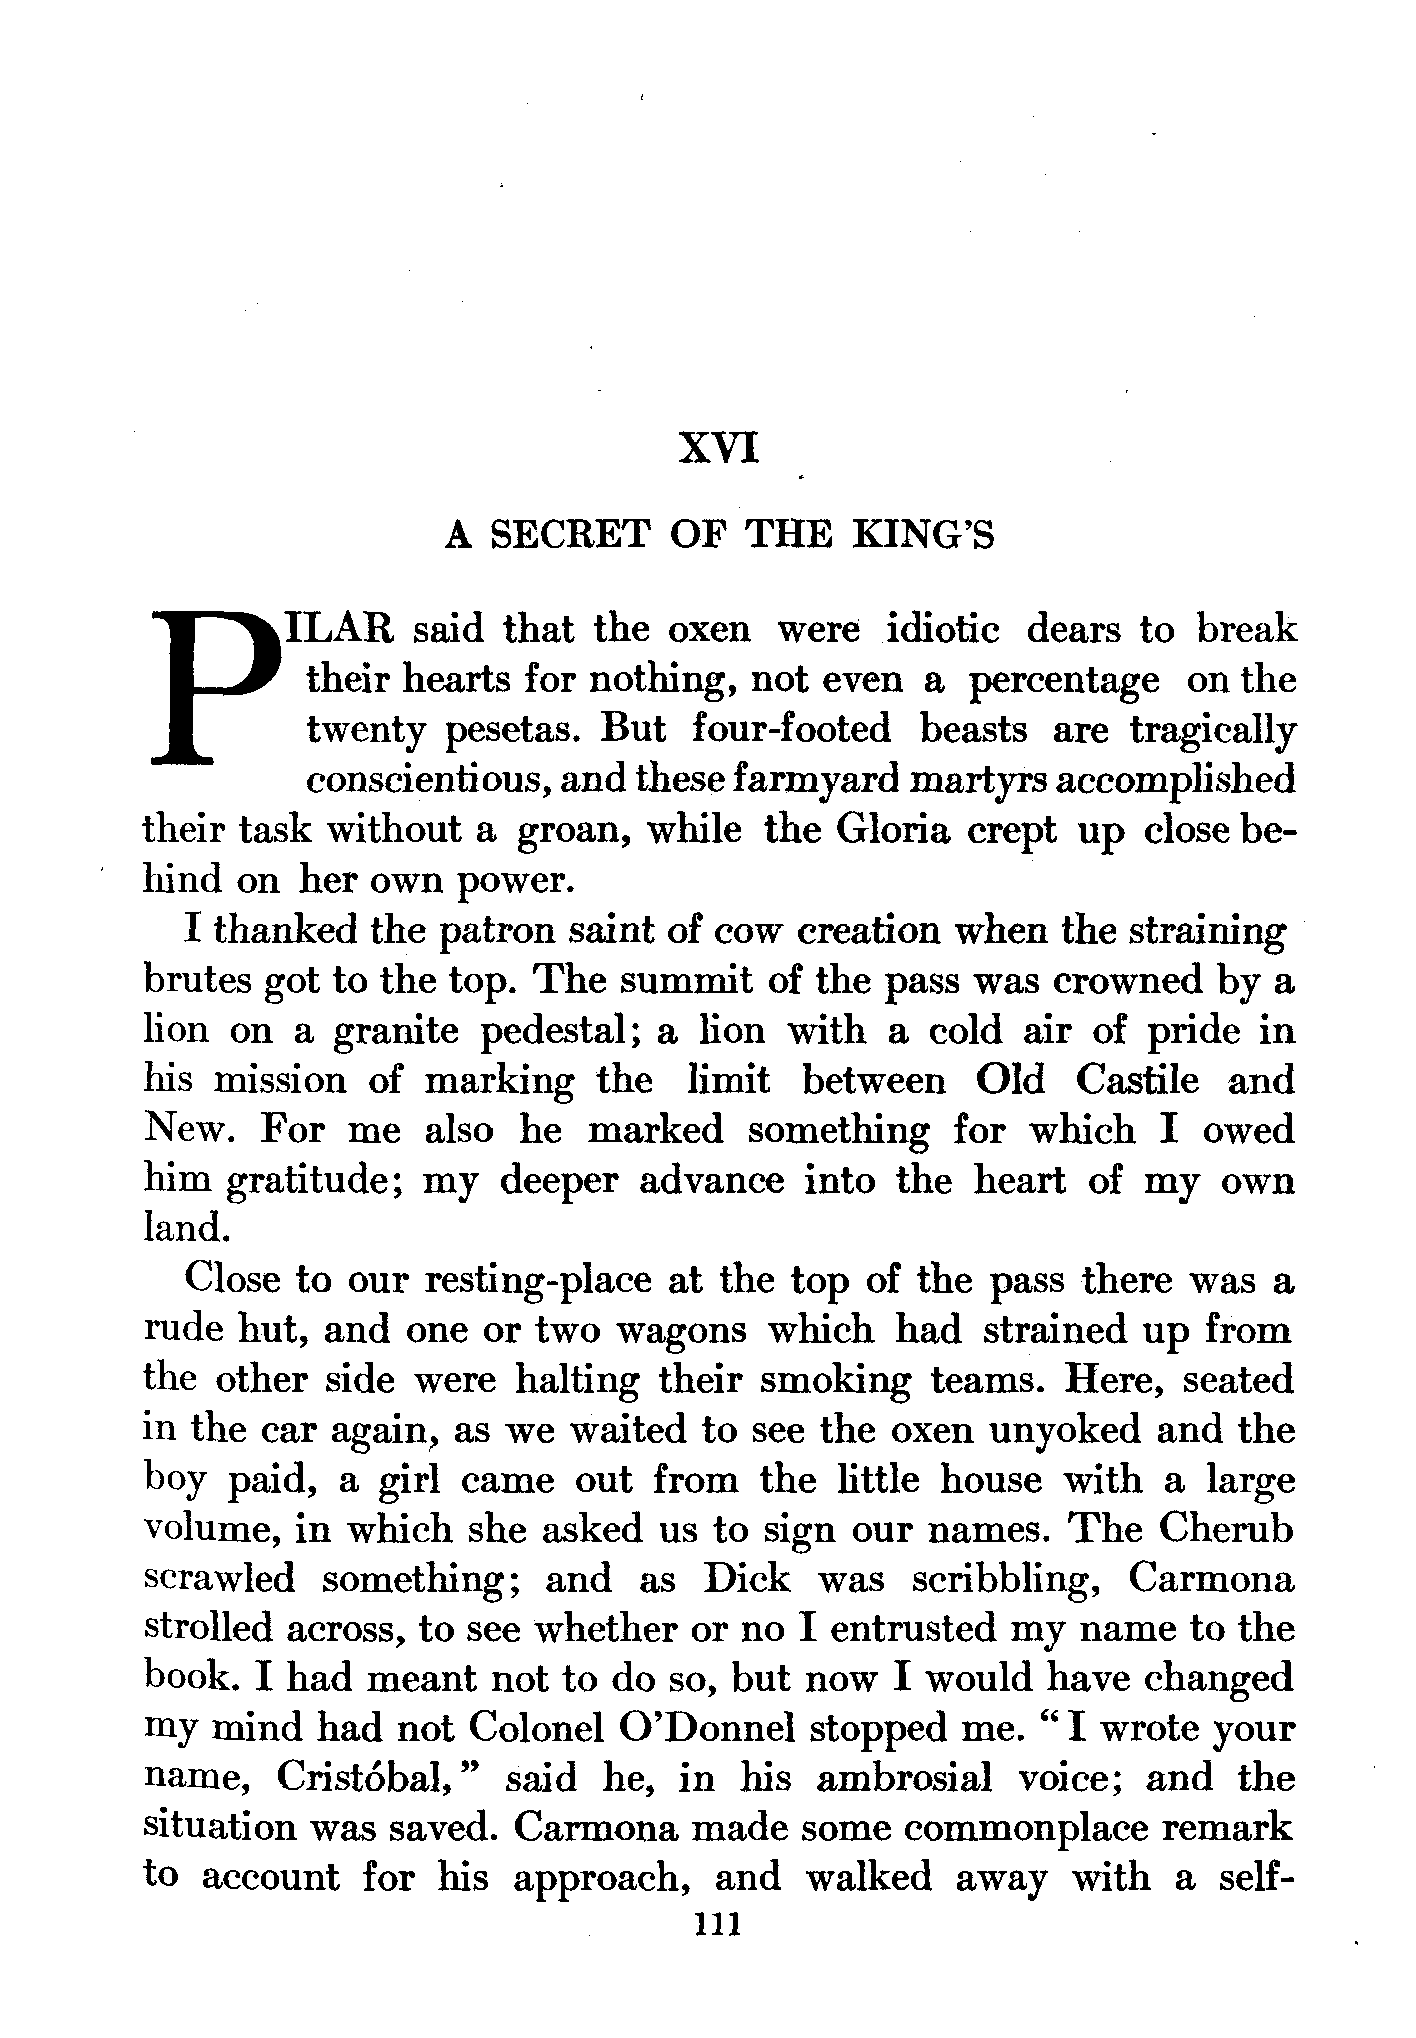 XVI
A SECRET OF THE KING'S
PILAR said that the oxen were idiotic dears to break
their hearts for nothing, not even a percentage on the
twenty pesetas. But four-footed beasts are tragically
conscientious, and these farmyard martyrs accomplished
their task without a groan, while the Gloria crept up close be-
hind on her own power.
I thanked the patron saint of cow creation when the straining
brutes got to the top. The summit of the pass was crowned by a
lion on a granite pedestal; a lion with a cold air of pride in
his mission of marking the limit between Old Castile and
New. For me also he marked something for which I owed
him gratitude; my deeper advance into the heart of my own
land.
Close to our resting-place at the top of the pass there was a
rude hut, and one or two wagons which had strained up from
the other side were halting their smoking teams. Here, seated
in the car again, as we waited to see the oxen unyoked and the
boy paid, a girl came out from the little house with a large
volume, in which she asked us to sign our names. The Cherub
scrawled something; and as Dick was scribbling, Carmona
strolled across, to see whether or no I entrusted my name to the
book. I had meant not to do so, but now I would have changed
my mind had not Colonel O'Donnel stopped me. "I wrote your
name, Cristóbal," said he, in his ambrosial voice; and the
situation was saved. Carmona made some commonplace remark
to account for his approach, and walked away with a self-
111